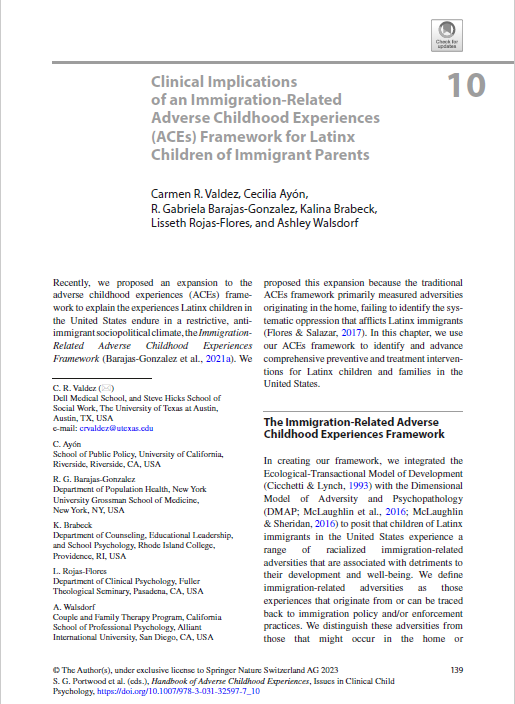 Check for
updates
10
Clinical Implications
of an Immigration-Related
Adverse Childhood Experiences
(ACEs) Framework for Latinx
Children of Immigrant Parents
Carmen R. Valdez, Cecilia Ayón,
R. Gabriela Barajas-Gonzalez, Kalina Brabeck,
Lisseth Rojas-Flores, and Ashley Walsdorf
Recently, we proposed an expansion to the
adverse childhood experiences (ACEs) frame-
work to explain the experiences Latinx children in
the United States endure in a restrictive, anti-
immigrant sociopolitical climate, the Immigration-
Related Adverse Childhood Experiences
Framework (Barajas-Gonzalez et al., 2021a). We
C. R. Valdez (✉)
Dell Medical School, and Steve Hicks School of
Social Work, The University of Texas at Austin,
Austin, TX, USA
e-mail: crvaldez@utexas.edu
C. Ayón
School of Public Policy, University of California,
Riverside, Riverside, CA, USA
R. G. Barajas-Gonzalez
Department of Population Health, New York
University Grossman School of Medicine,
New York, NY, USA
K. Brabeck
Department of Counseling, Educational Leadership,
and School Psychology, Rhode Island College,
Providence, RI, USA
L. Rojas-Flores
Department of Clinical Psychology, Fuller
Theological Seminary, Pasadena, CA, USA
A. Walsdorf
Couple and Family Therapy Program, California
School of Professional Psychology, Alliant
International University, San Diego, CA, USA
proposed this expansion because the traditional
ACEs framework primarily measured adversities
originating in the home, failing to identify the sys-
tematic oppression that afflicts Latinx immigrants
(Flores & Salazar, 2017). In this chapter, we use
our ACEs framework to identify and advance
comprehensive preventive and treatment interven-
tions for Latinx children and families in the
United States.
The Immigration-Related Adverse
Childhood Experiences Framework
In creating our framework, we integrated the
Ecological-Transactional Model of Development
(Cicchetti & Lynch, 1993) with the Dimensional
Model of Adversity and Psychopathology
(DMAP; McLaughlin et al., 2016; McLaughlin
& Sheridan, 2016) to posit that children of Latinx
immigrants in the United States experience a
range of racialized immigration-related
adversities that are associated with detriments to
their development and well-being. We define
immigration-related adversities as those
experiences that originate from or can be traced
back to immigration policy and/or enforcement
practices. We distinguish these adversities from
those that might occur in the home or
© The Author(s), under exclusive license to Springer Nature Switzerland AG 2023
139
S. G. Portwood et al. (eds.), Handbook of Adverse Childhood Experiences, Issues in Clinical Child
Psychology, https://doi.org/10.1007/978-3-031-32597-7_10